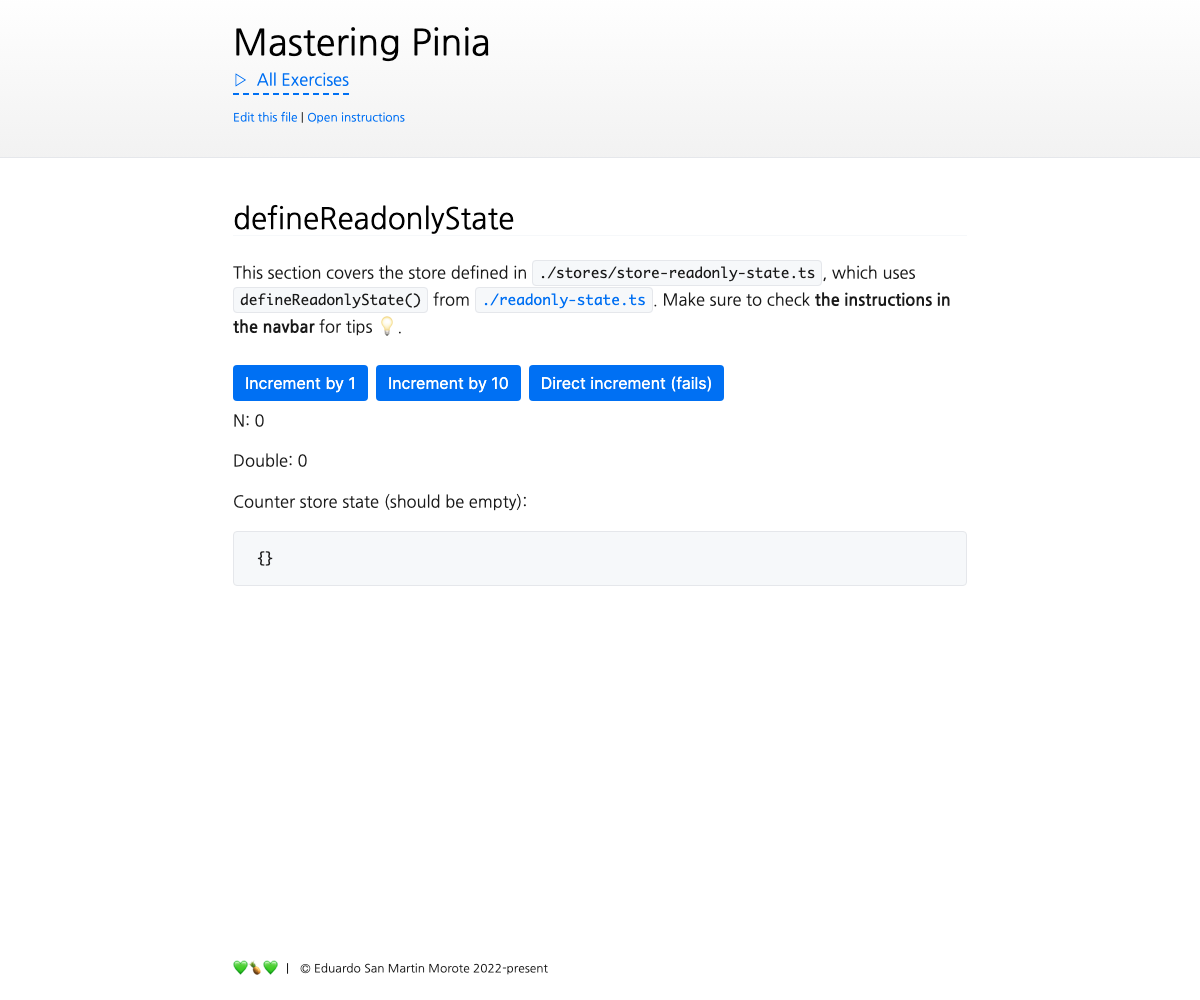 Mastering Pinia
▷ All Exercises
Edit this file | Open instructions
defineReadonlyState
This section covers the store defined in ./stores/store-readonly-state.ts, which uses
defineReadonlyState() from ./readonly-state.ts. Make sure to check the instructions in
the navbar for tips 💡.
Increment by 1 Increment by 10 Direct increment (fails)
N: 0
Double: 0
Counter store state (should be empty):
{}
💚🍍💚 | © Eduardo San Martin Morote 2022-present